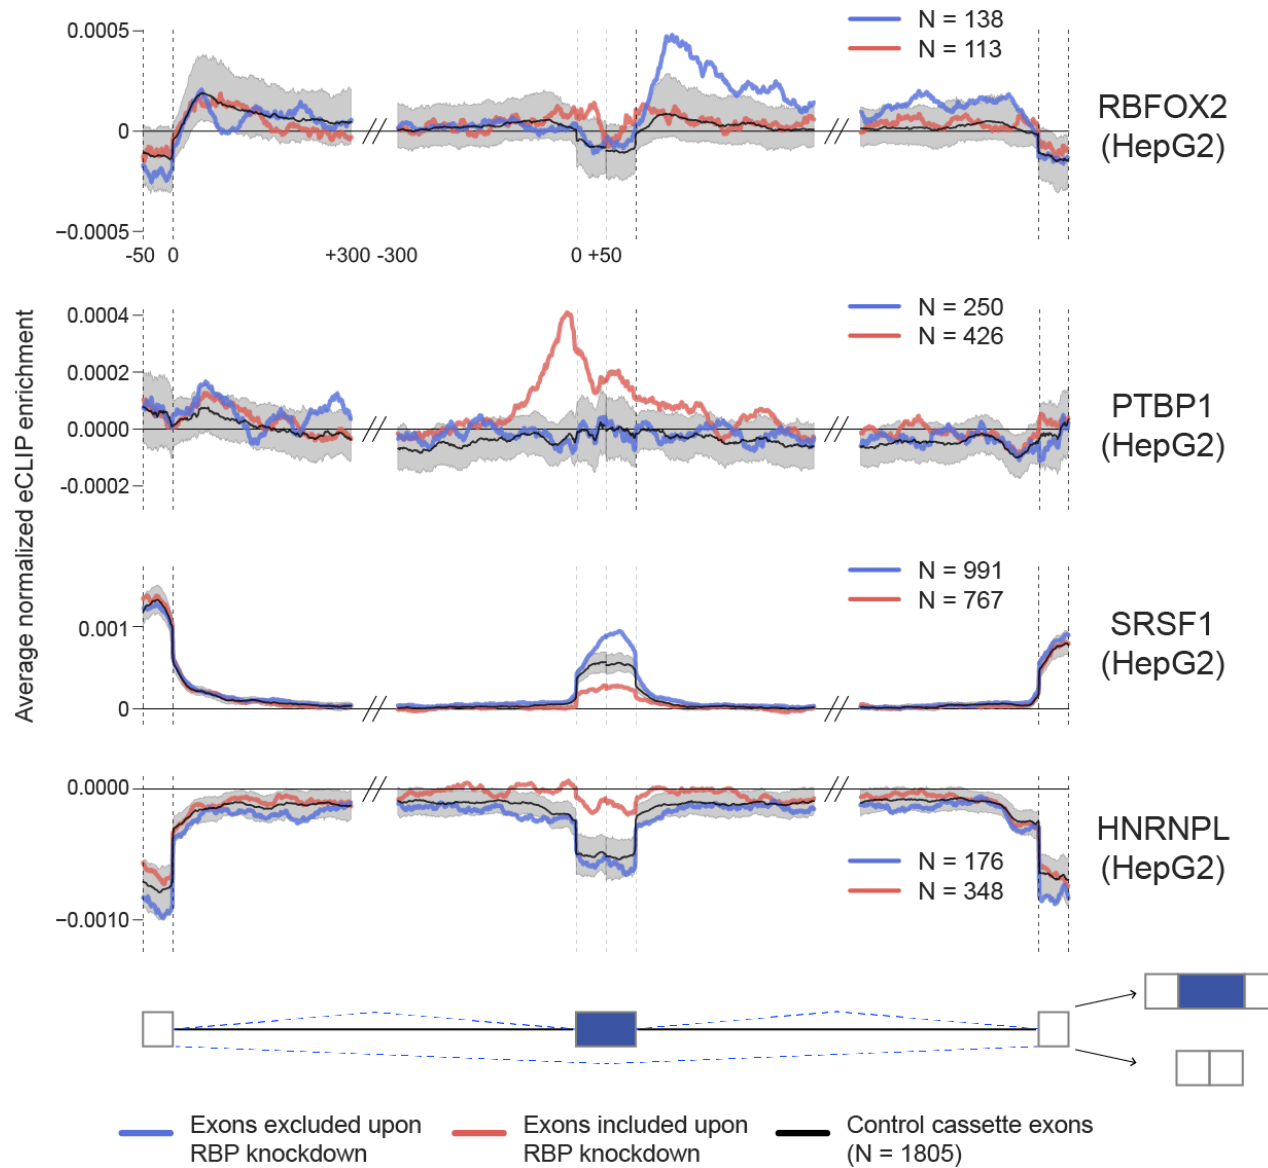 0.0005
0
−0.0005
-50 0 +300 -300 0 +50
N = 138
N = 113
RBFOX2
(HepG2)
Average normalized eCLIP enrichment
0.0004
0.0002
0.0000
-0.0002
N = 250
N = 426
PTBP1
(HepG2)
0.001
0
N = 991
N = 767
SRSF1
(HepG2)
0.0000
−0.0010
N = 176
N = 348
HNRNPL
(HepG2)
Exons excluded upon
RBP knockdown
Exons included upon
RBP knockdown
Control cassette exons
(N = 1805)